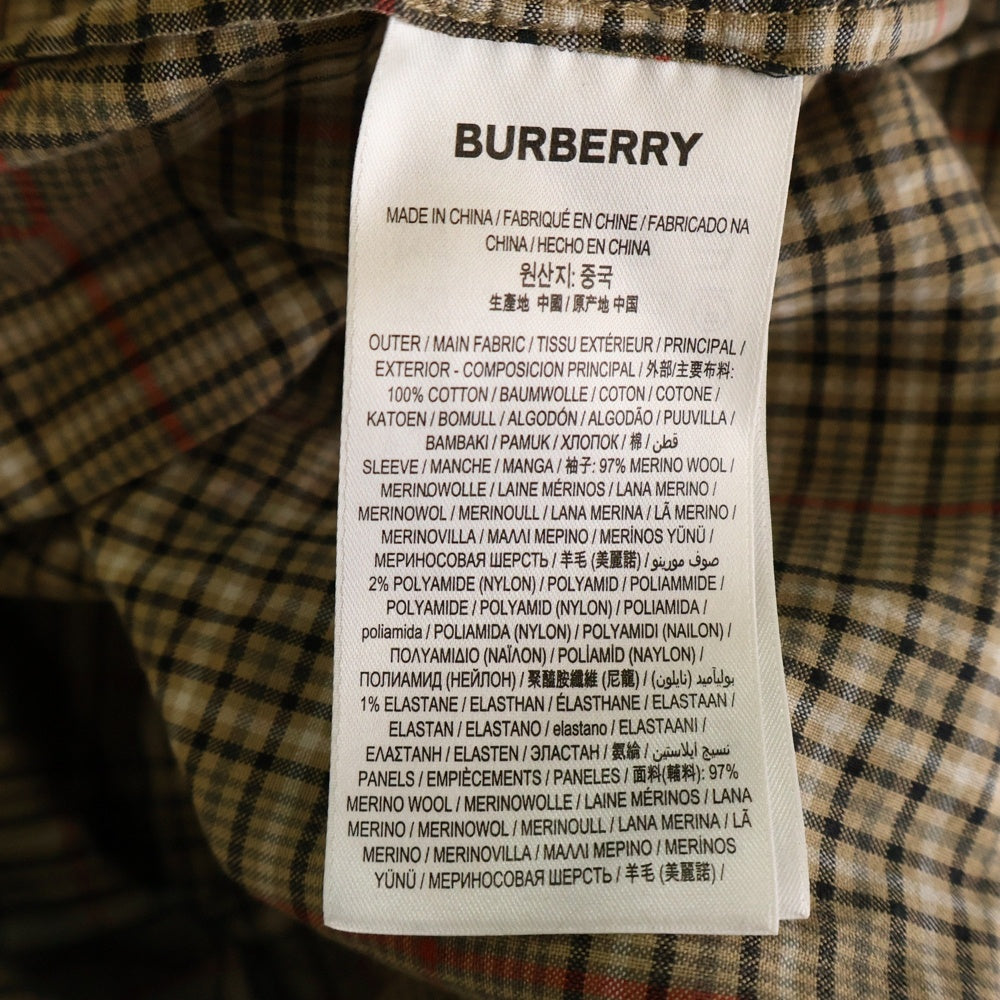 BURBERRY
MADE IN CHINA / FABRIQUÉ EN CHINE / FABRICADO NA
CHINA / HECHO EN CHINA
원산지: 중국
生產地 中國 / 原产地 中国
OUTER / MAIN FABRIC / TISSU EXTÉRIEUR / PRINCIPAL /
EXTERIOR - COMPOSICION PRINCIPAL / 外部/主要布料:
100% COTTON / BAUMWOLLE / COTON / COTONE /
KATOEN / BOMULL / ALGODÓN / ALGODÃO / PUUVILLA /
BAMBAKI / PAMUK / ХЛОПОК / 棉 / قطن
SLEEVE / MANCHE / MANGA / 袖子: 97% MERINO WOOL /
MERINOWOLLE / LAINE MÉRINOS / LANA MERINO /
MERINOWOL / MERINOULL / LANA MERINA / LÃ MERINO /
MERINOVILLA / ΜΑΛΛΙ ΜΕΡΙΝΟ / MERİNOS YÜNÜ /
МЕРИНОСОВАЯ ШЕРСТЬ / 羊毛 (美麗諾) / صوف مورينو
2% POLYAMIDE (NYLON) / POLYAMID / POLIAMMIDE /
POLYAMIDE / POLYAMID (NYLON) / POLIAMIDA /
poliamida / POLIAMIDA (NYLON) / POLYAMIDI (NAILON) /
ΠΟΛΥΑΜΙΔΙΟ (ΝΑΪΛΟΝ) / POLİAMİD (NAYLON) /
ПОЛИАМИД (НЕЙЛОН) / 聚醯胺纖維 (尼龍) / بوليأميد (نايلون)
1% ELASTANE / ELASTHAN / ÉLASTHANE / ELASTAAN /
ELASTAN / ELASTANO / elastano / ELASTAANI /
ΕΛΑΣΤΑΝΗ / ELASTEN / ЭЛАСТАН / 氨綸 / نسيج ايلاستين
PANELS / EMPIÈCEMENTS / PANELES / 面料(輔料): 97%
MERINO WOOL / MERINOWOLLE / LAINE MÉRINOS / LANA
MERINO / MERINOWOL / MERINOULL / LANA MERINA / LÃ
MERINO / MERINOVILLA / ΜΑΛΛΙ ΜΕΡΙΝΟ / MERİNOS
YÜNÜ / МЕРИНОСОВАЯ ШЕРСТЬ / 羊毛 (美麗諾) /